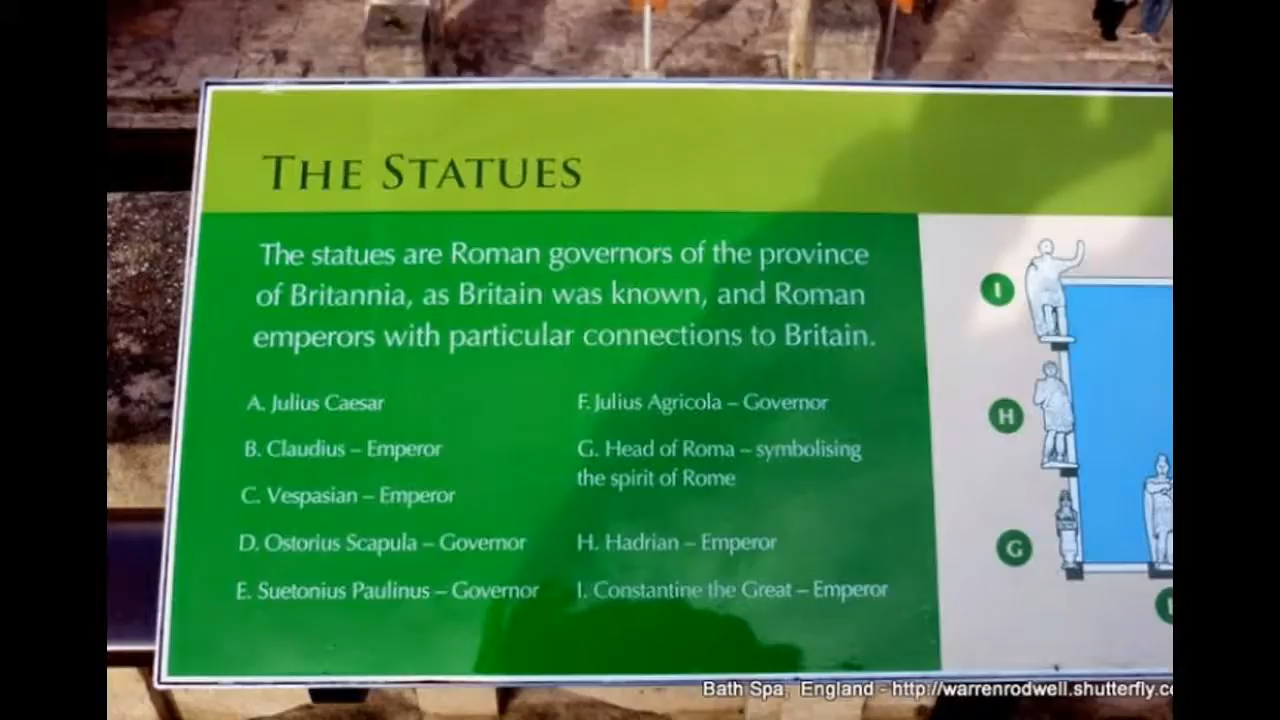 THE STATUES
The statues are Roman governors of the province
of Britannia, as Britain was known, and Roman
emperors with particular connections to Britain.
A. Julius Caesar
B. Claudius – Emperor
C. Vespasian – Emperor
D. Ostorius Scapula – Governor
E. Suetonius Paulinus – Governor
F. Julius Agricola – Governor
G. Head of Roma – symbolising
the spirit of Rome
H. Hadrian – Emperor
I. Constantine the Great – Emperor
I
H
G
Bath Spa, England - http://warrenrodwell.shutterfly.c